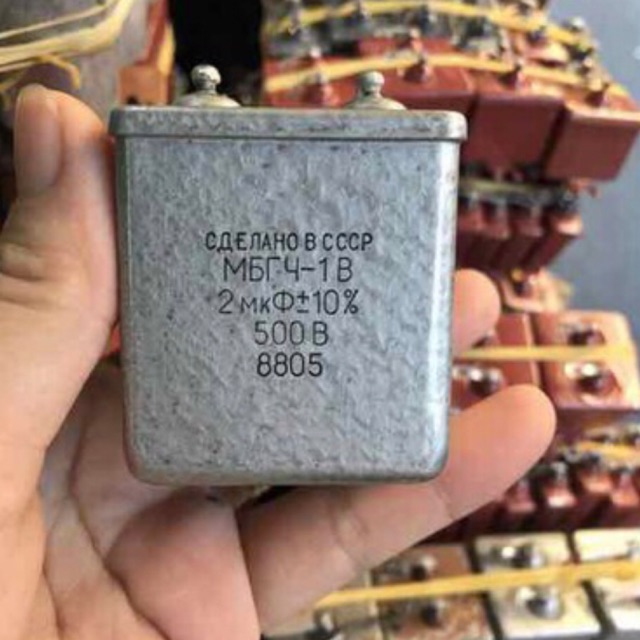 СДЕЛАНО В СССР
МБГЧ-1 В
2 мкФ±10%
500 В
8805